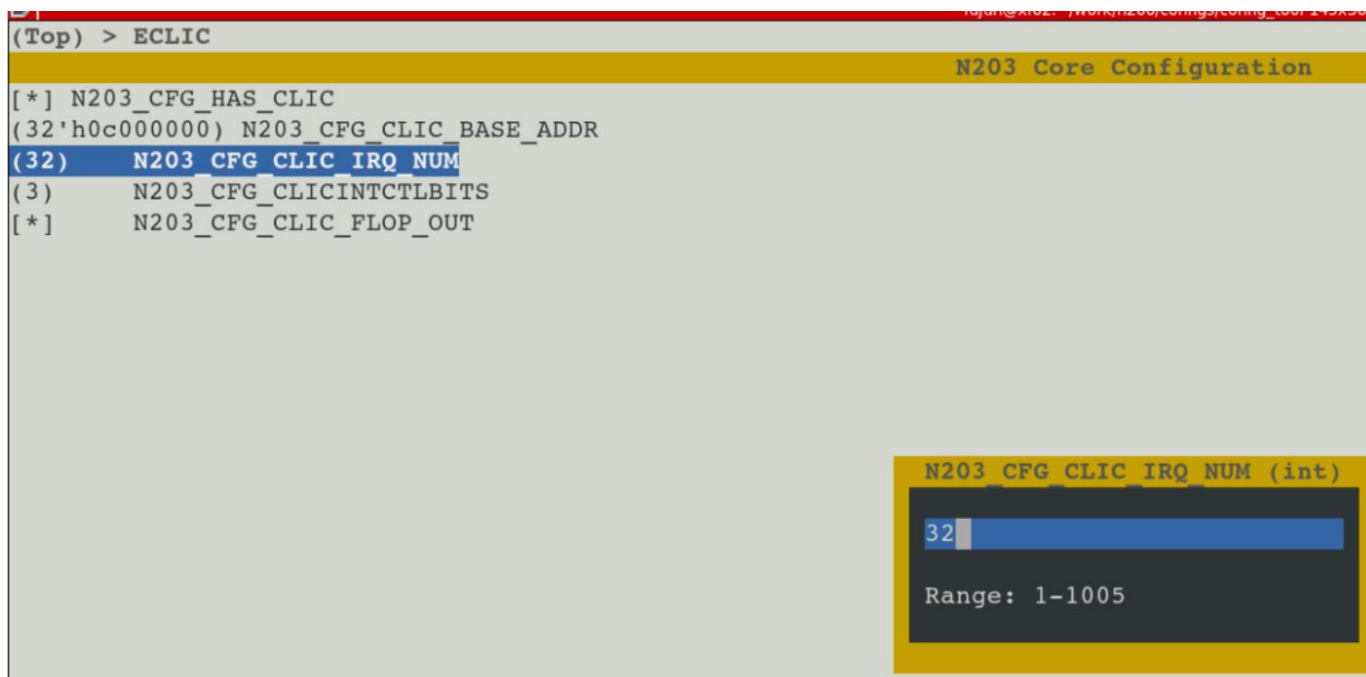 (Top) > ECLIC
N203 Core Configuration
[*] N203_CFG_HAS_CLIC
(32'h0c000000) N203_CFG_CLIC_BASE_ADDR
(32) N203_CFG_CLIC_IRQ_NUM
(3) N203_CFG_CLICINTCTLBITS
[*] N203_CFG_CLIC_FLOP_OUT
N203_CFG_CLIC_IRQ_NUM (int)
32
Range: 1-1005